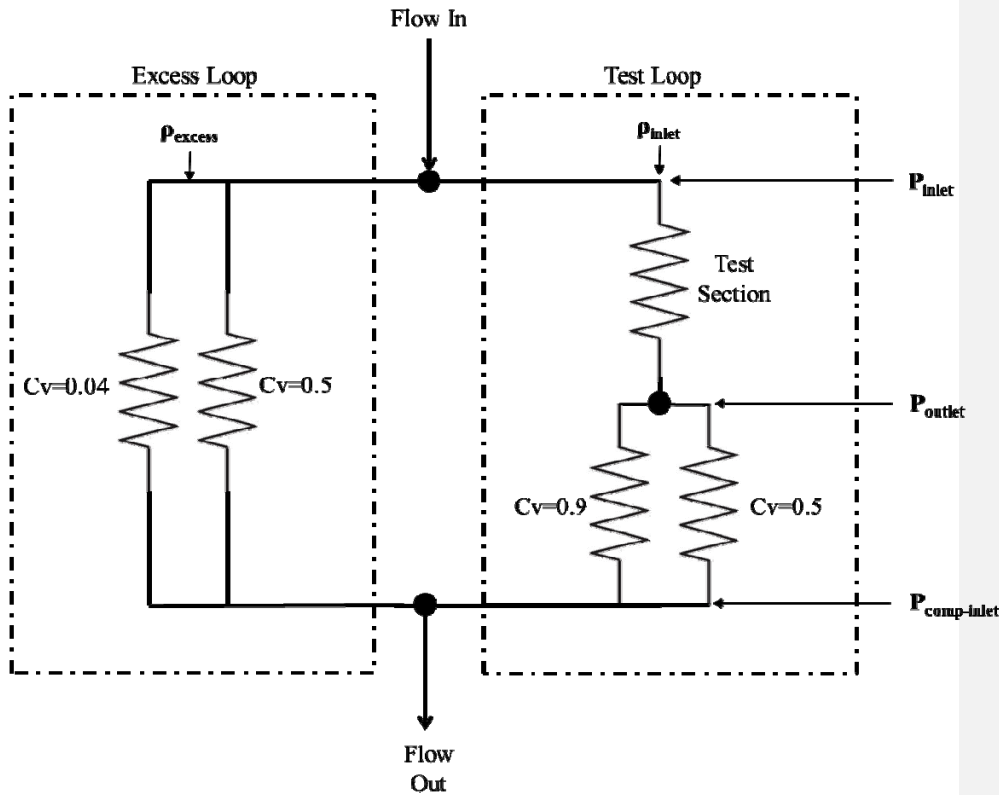 Flow In
Excess Loop
Test Loop
ρexcess
ρinlet
Pinlet
Test
Section
Cv=0.04
Cv=0.5
Poutlet
Cv=0.9
Cv=0.5
Pcomp-inlet
Flow
Out